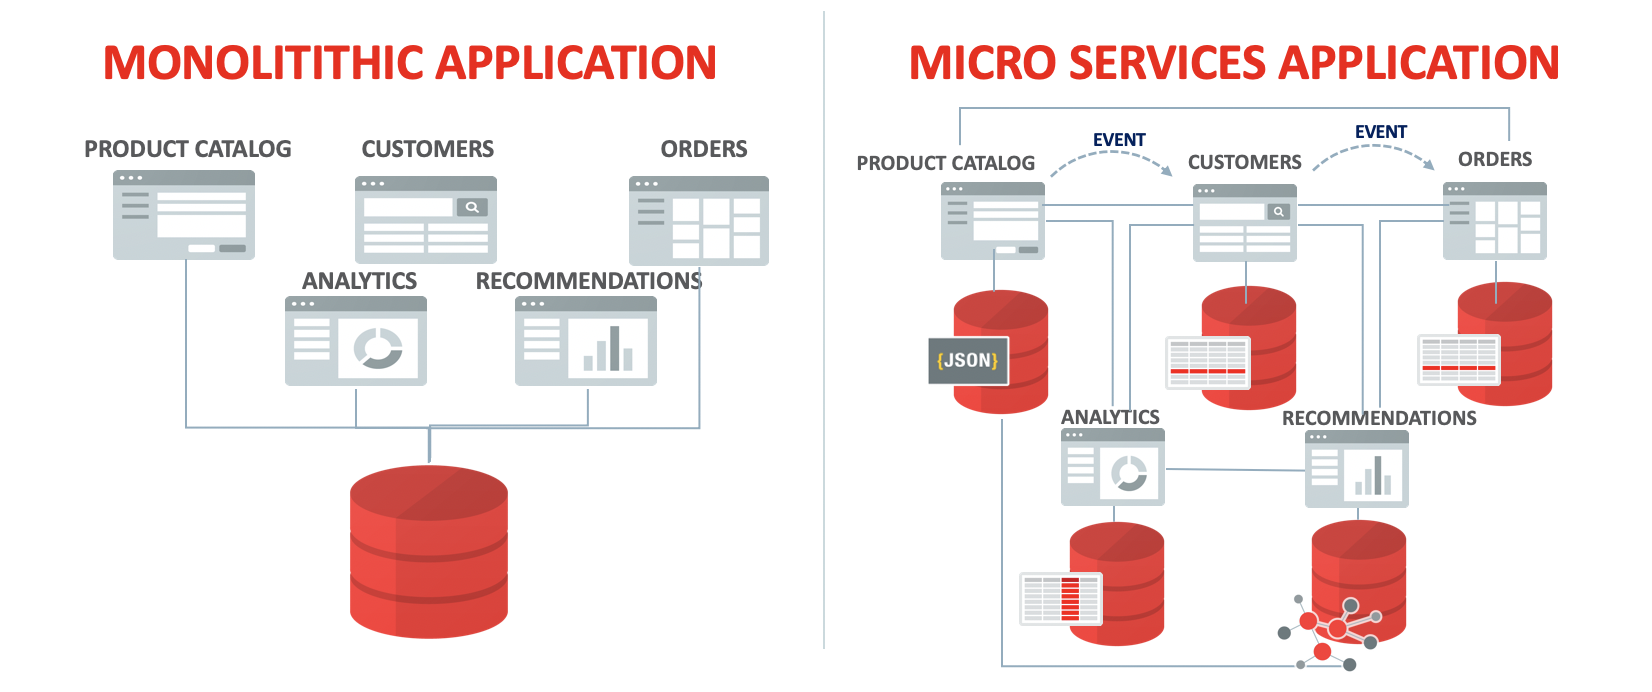 MONOLITITHIC APPLICATION
PRODUCT CATALOG
CUSTOMERS
ORDERS
ANALYTICS
RECOMMENDATIONS
MICRO SERVICES APPLICATION
EVENT
EVENT
PRODUCT CATALOG
CUSTOMERS
ORDERS
{JSON}
ANALYTICS
RECOMMENDATIONS